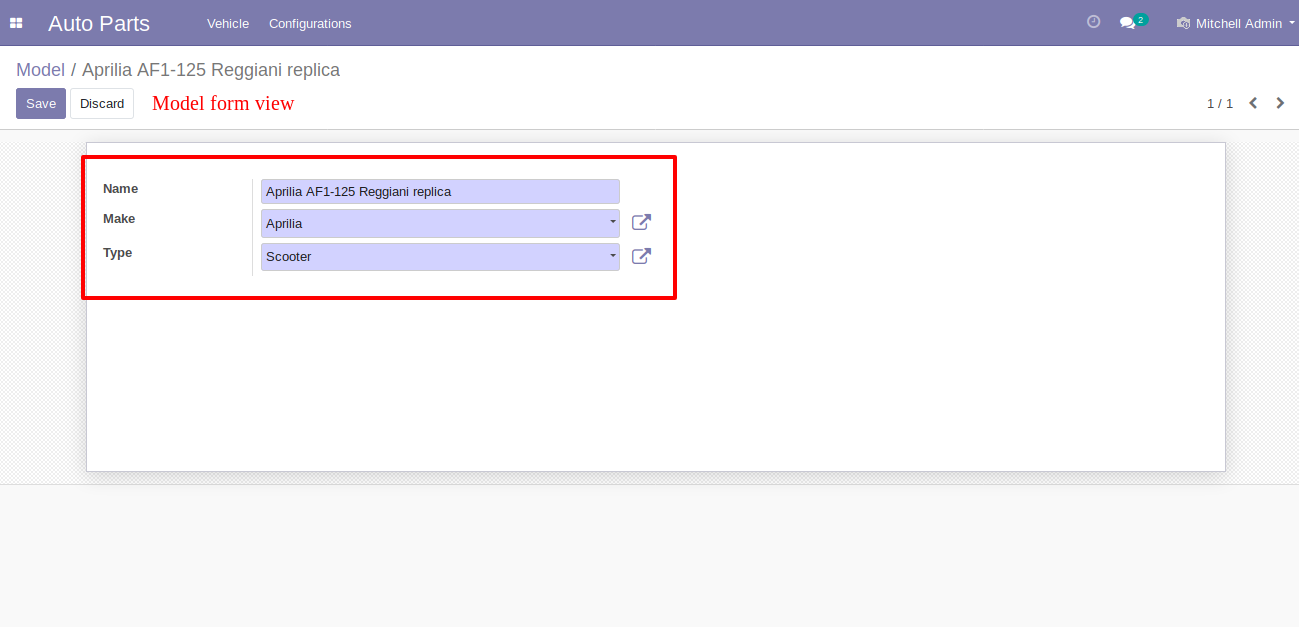 Auto Parts Vehicle Configurations 2 Mitchell Admin
Model / Aprilia AF1-125 Reggiani replica
Save Discard Model form view 1 / 1
Name Aprilia AF1-125 Reggiani replica
Make Aprilia
Type Scooter